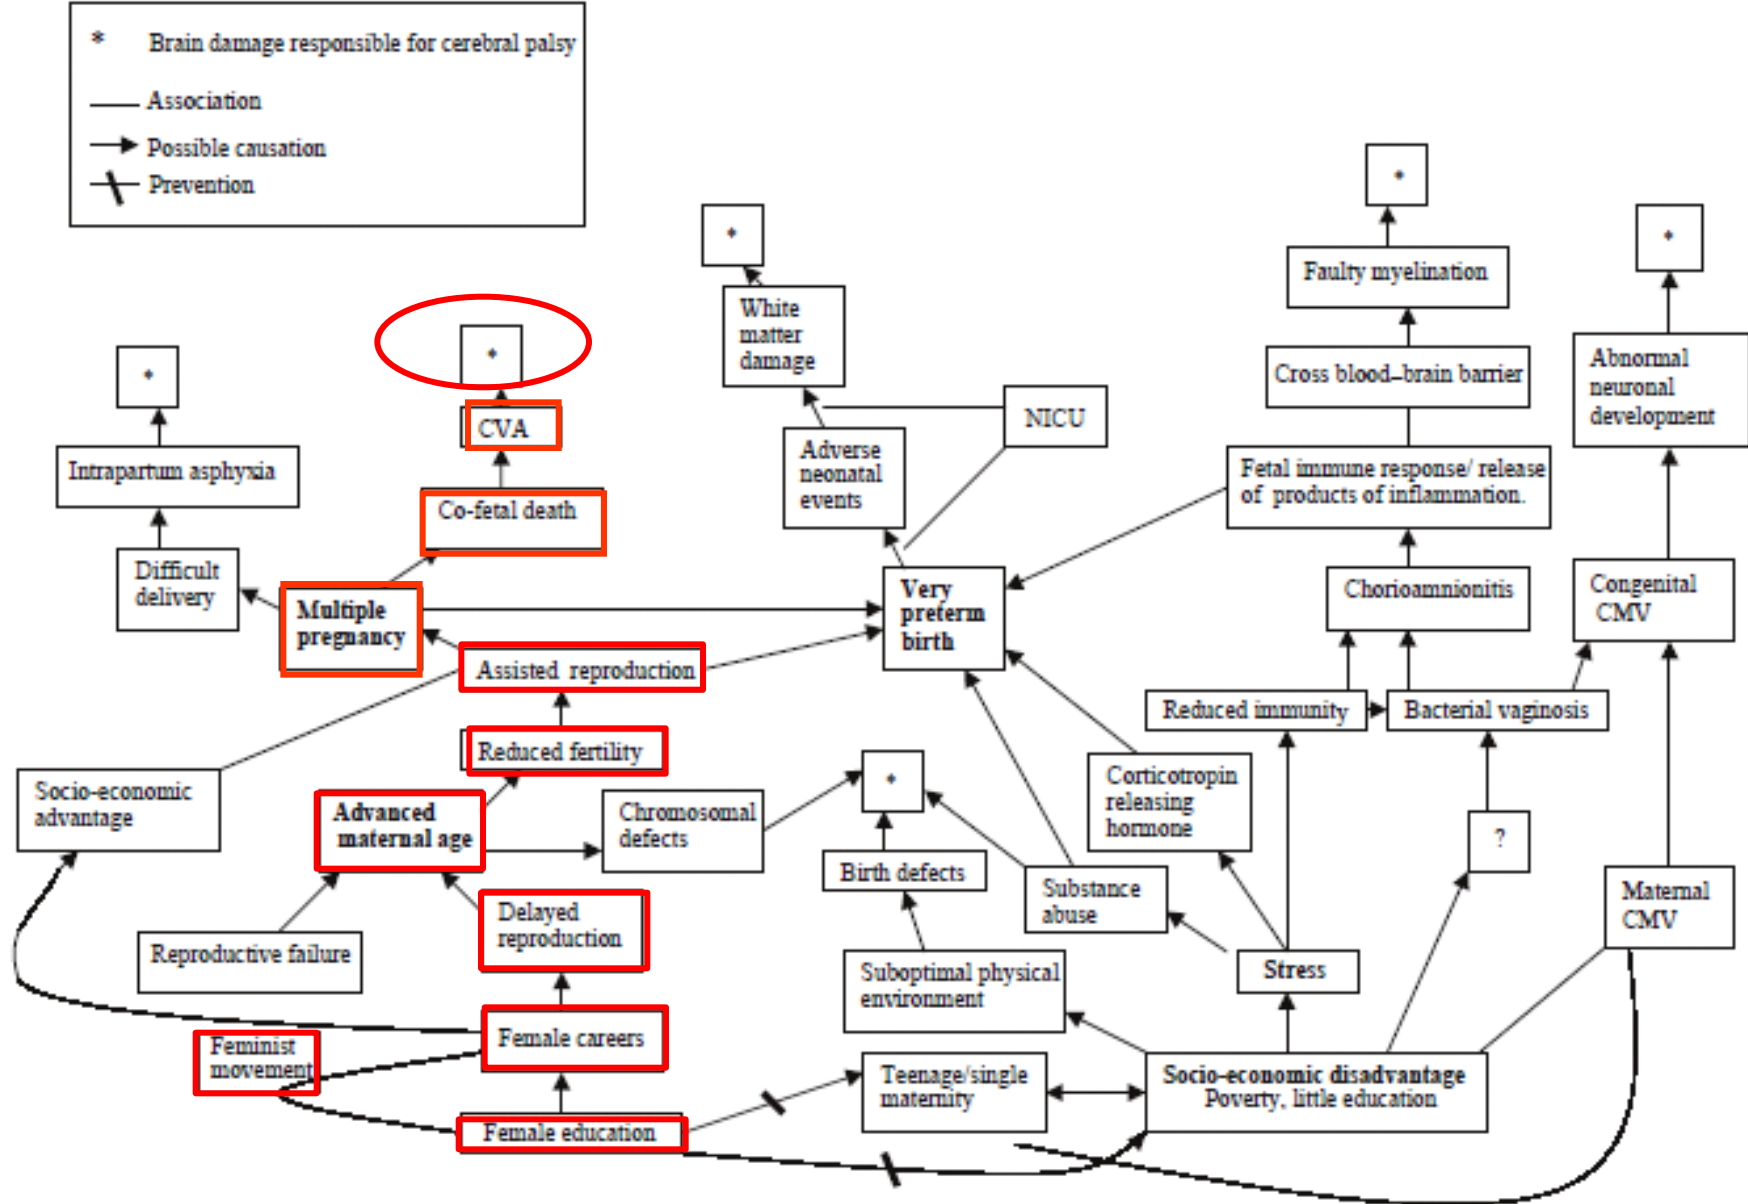 * Brain damage responsible for cerebral palsy
Association
Possible causation
Prevention
*
*
*
Faulty myelination
*
White
matter
damage
*
Cross blood–brain barrier
Abnormal
neuronal
development
*
CVA
NICU
Intrapartum asphyxia
Adverse
neonatal
events
Fetal immune response/ release
of products of inflammation.
Co-fetal death
Difficult
delivery
Multiple
pregnancy
Very
preterm
birth
Chorioamnionitis
Congenital
CMV
Assisted reproduction
Reduced immunity
Bacterial vaginosis
Reduced fertility
Socio-economic
advantage
Advanced
maternal age
Chromosomal
defects
*
Corticotropin
releasing
hormone
?
Birth defects
Substance
abuse
Maternal
CMV
Delayed
reproduction
Reproductive failure
Suboptimal physical
environment
Stress
Feminist
movement
Female careers
Teenage/single
maternity
Socio-economic disadvantage
Poverty, little education
Female education